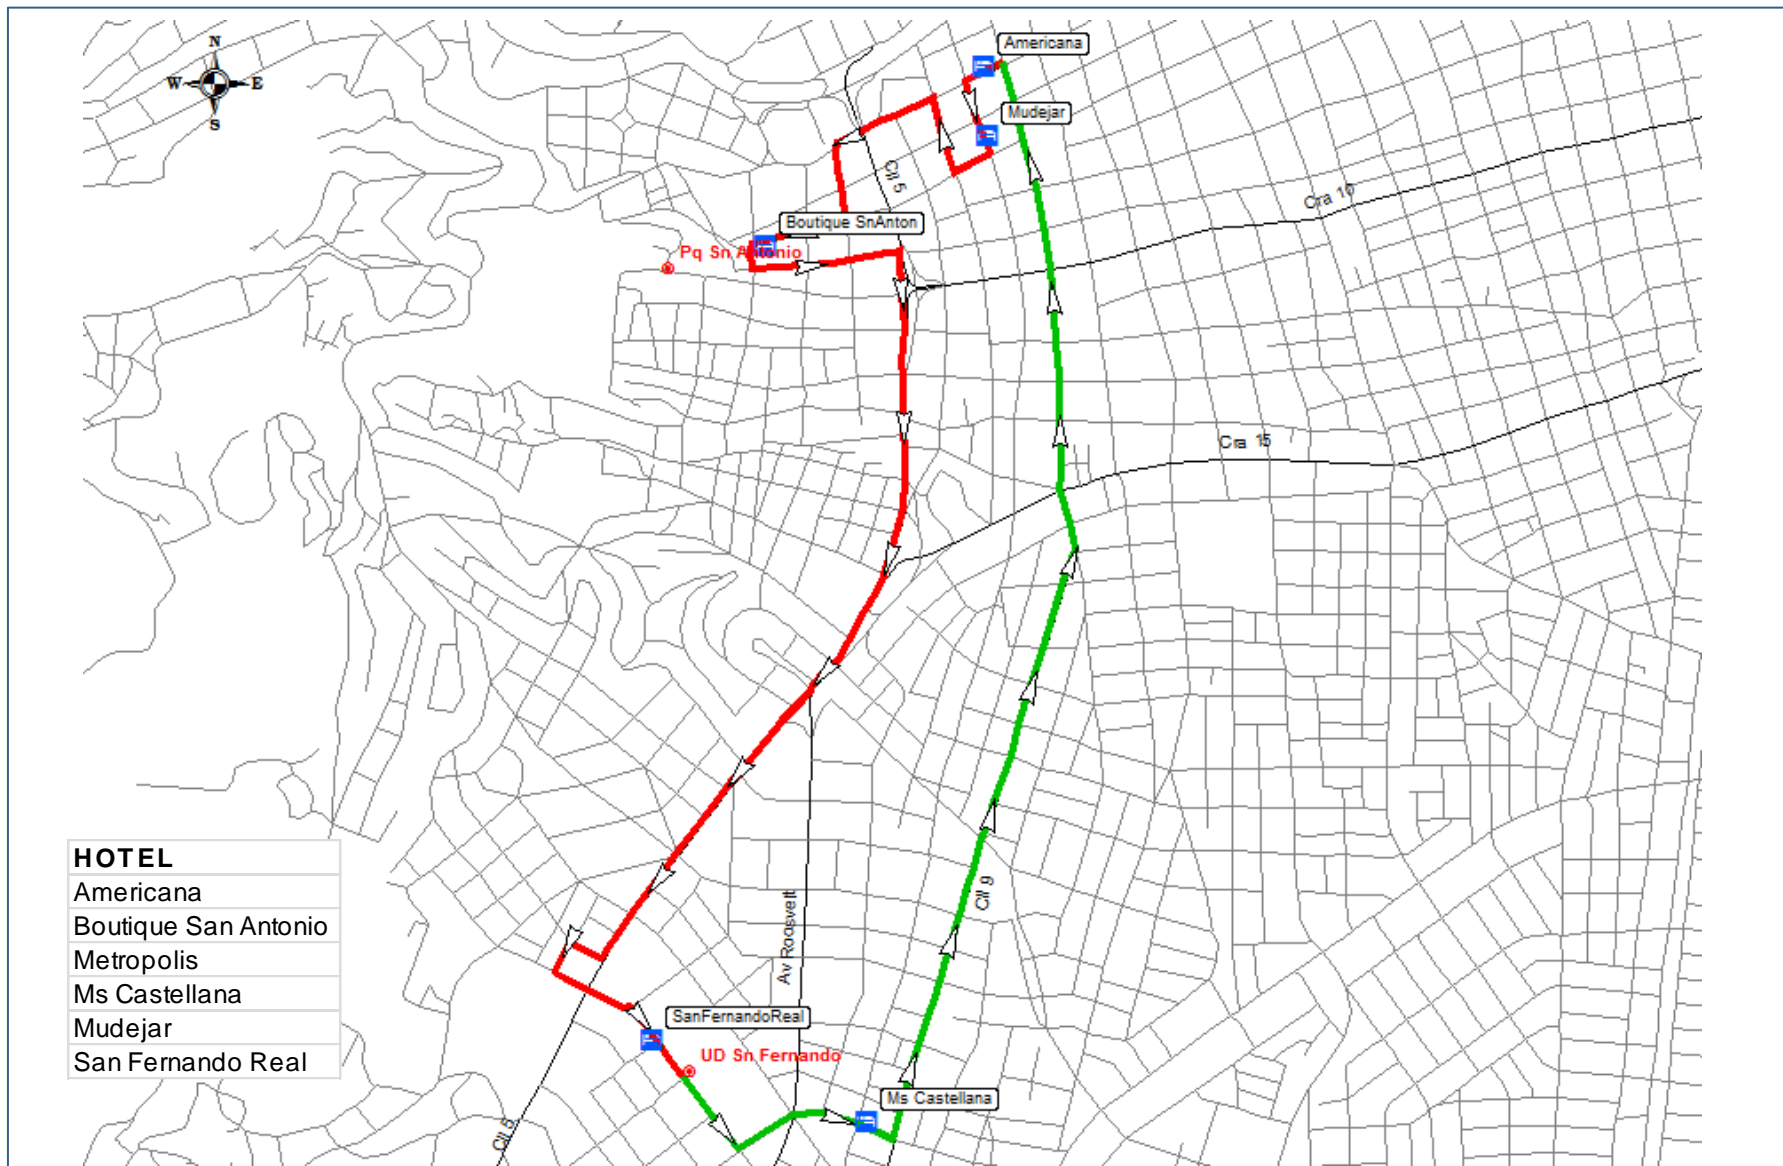 N
W E
S
Americana
Mudejar
Cll 5
Cra 10
Boutique SnAnton
Pq Sn Antonio
Cra 15
Cll 9
Av Roosvelt
HOTEL
Americana
Boutique San Antonio
Metropolis
Ms Castellana
Mudejar
San Fernando Real
SanFernandoReal
UD Sn Fernando
Ms Castellana
Cll 5